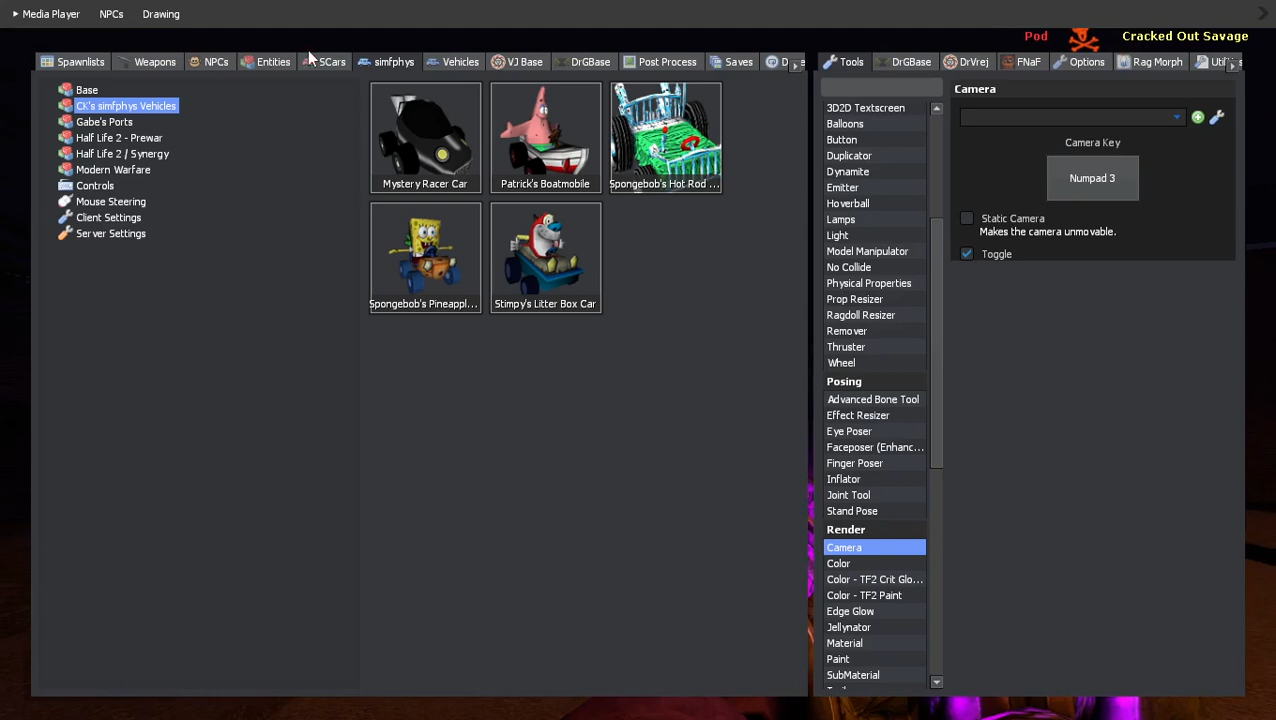 Media Player NPCs Drawing
Pod Cracked Out Savage
Spawnlists Weapons NPCs Entities SCars simfphys Vehicles VJ Base DrGBase Post Process Saves
Base
CK's simfphys Vehicles
Gabe's Ports
Half Life 2 - Prewar
Half Life 2 / Synergy
Modern Warfare
Controls
Mouse Steering
Client Settings
Server Settings
Mystery Racer Car
Patrick's Boatmobile
Spongebob's Hot Rod ...
Spongebob's Pineappl...
Stimpy's Litter Box Car
Tools DrGBase DrVrej FNaF Options Rag Morph
3D2D Textscreen
Balloons
Button
Duplicator
Dynamite
Emitter
Hoverball
Lamps
Light
Model Manipulator
No Collide
Physical Properties
Prop Resizer
Ragdoll Resizer
Remover
Thruster
Wheel
Posing
Advanced Bone Tool
Effect Resizer
Eye Poser
Faceposer (Enhanc...
Finger Poser
Inflator
Joint Tool
Stand Pose
Render
Camera
Color
Color - TF2 Crit Glo...
Color - TF2 Paint
Edge Glow
Jellynator
Material
Paint
SubMaterial
Camera
Camera Key
Numpad 3
Static Camera
Makes the camera unmovable.
Toggle